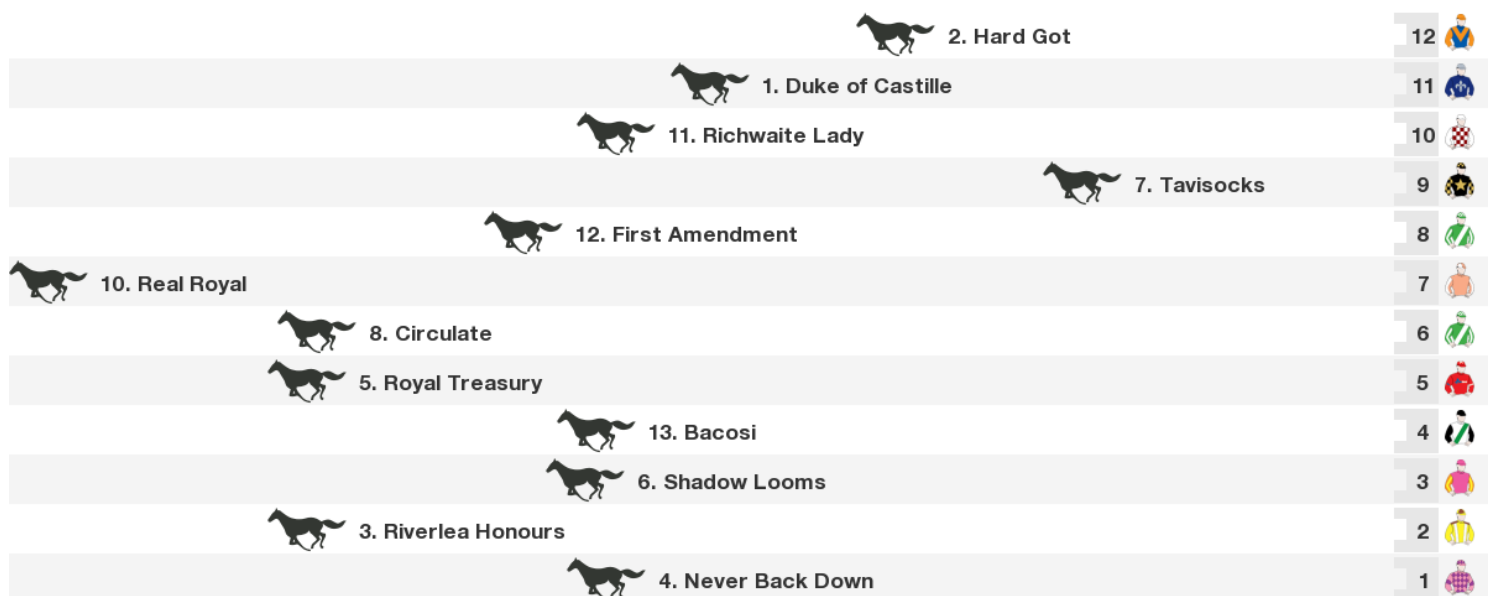 2. Hard Got 12
1. Duke of Castille 11
11. Richwaite Lady 10
7. Tavisocks 9
12. First Amendment 8
10. Real Royal 7
8. Circulate 6
5. Royal Treasury 5
13. Bacosi 4
6. Shadow Looms 3
3. Riverlea Honours 2
4. Never Back Down 1